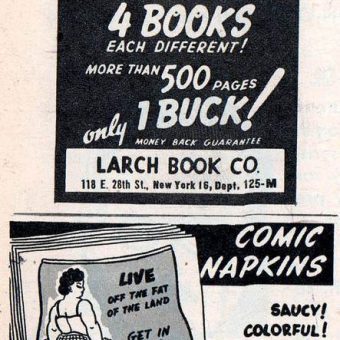 4 BOOKS
EACH DIFFERENT!
MORE THAN 500 PAGES
only 1 BUCK!
MONEY BACK GUARANTEE
LARCH BOOK CO.
118 E. 28th St., New York 16, Dept. 125-M
COMIC
NAPKINS
LIVE
OFF THE FAT
OF THE LAND
GET IN
SAUCY!
COLORFUL!